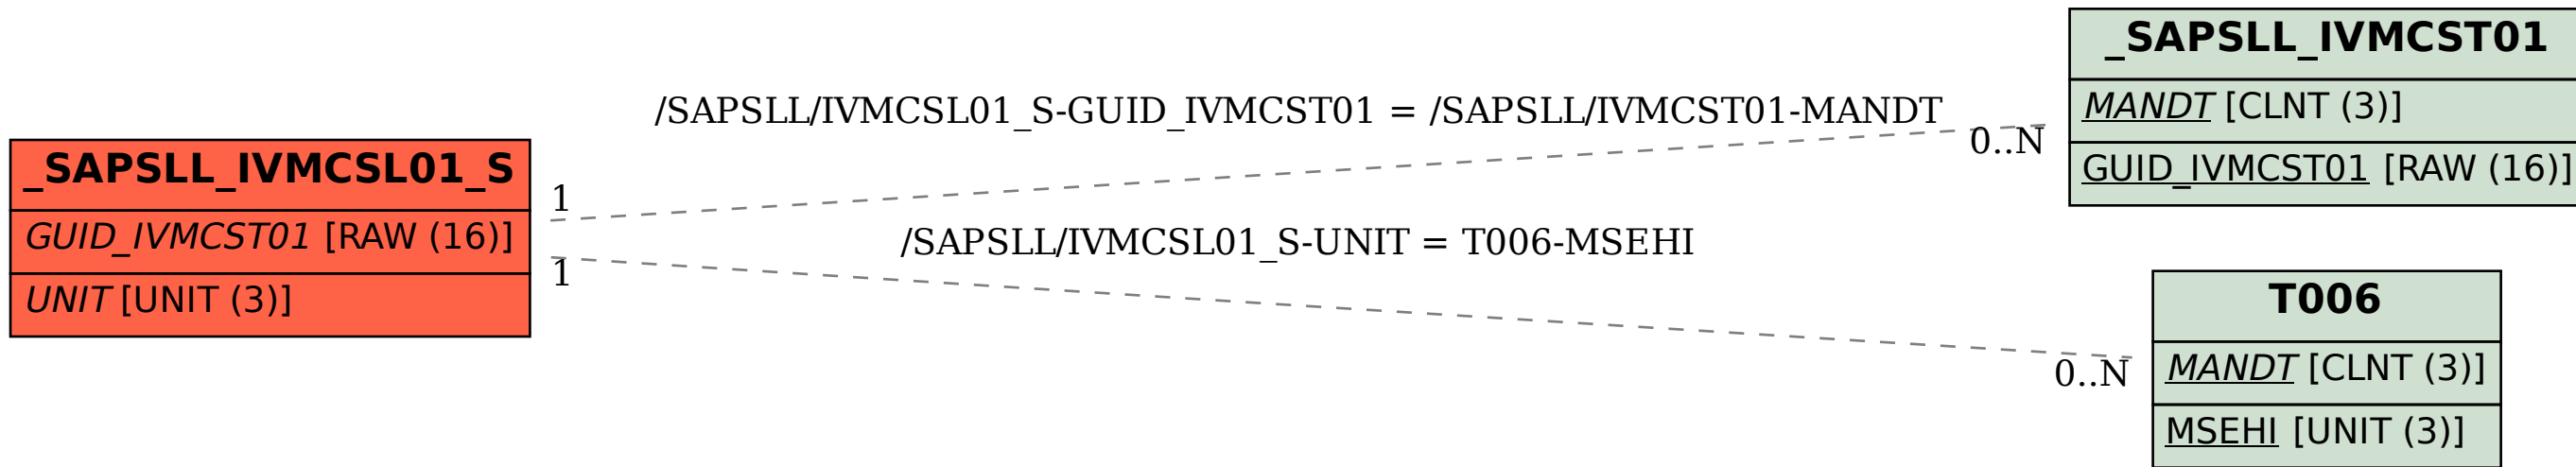 _SAPSLL_IVMCSL01_S
GUID_IVMCST01 [RAW (16)]
UNIT [UNIT (3)]
/SAPSLL/IVMCSL01_S-GUID_IVMCST01 = /SAPSLL/IVMCST01-MANDT
1
0..N
/SAPSLL/IVMCSL01_S-UNIT = T006-MSEHI
1
0..N
_SAPSLL_IVMCST01
MANDT [CLNT (3)]
GUID_IVMCST01 [RAW (16)]
T006
MANDT [CLNT (3)]
MSEHI [UNIT (3)]